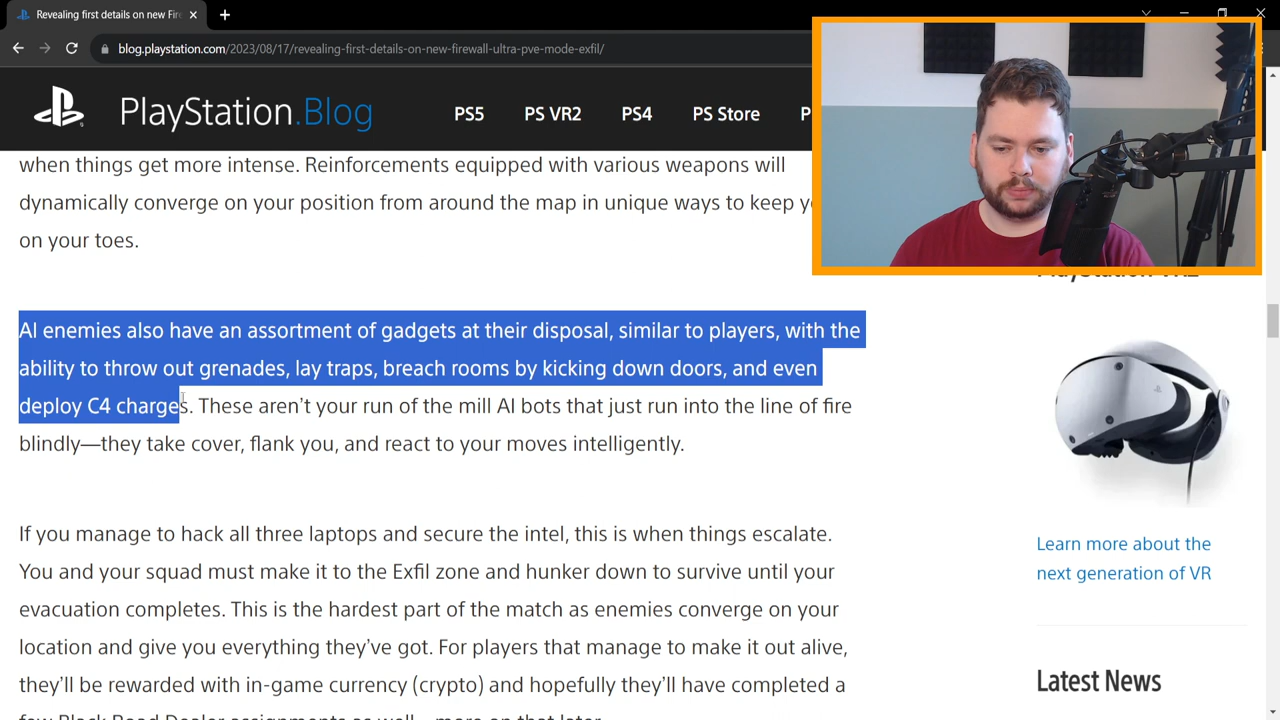 Revealing first details on new Fire
blog.playstation.com/2023/08/17/revealing-first-details-on-new-firewall-ultra-pve-mode-exfil/
PlayStation.Blog
PS5
PS VR2
PS4
PS Store
P
when things get more intense. Reinforcements equipped with various weapons will
dynamically converge on your position from around the map in unique ways to keep y
on your toes.
AI enemies also have an assortment of gadgets at their disposal, similar to players, with the
ability to throw out grenades, lay traps, breach rooms by kicking down doors, and even
deploy C4 charges. These aren't your run of the mill AI bots that just run into the line of fire
blindly—they take cover, flank you, and react to your moves intelligently.
If you manage to hack all three laptops and secure the intel, this is when things escalate.
You and your squad must make it to the Exfil zone and hunker down to survive until your
evacuation completes. This is the hardest part of the match as enemies converge on your
location and give you everything they've got. For players that manage to make it out alive,
they'll be rewarded with in-game currency (crypto) and hopefully they'll have completed a
PlayStation VR2
Learn more about the
next generation of VR
Latest News